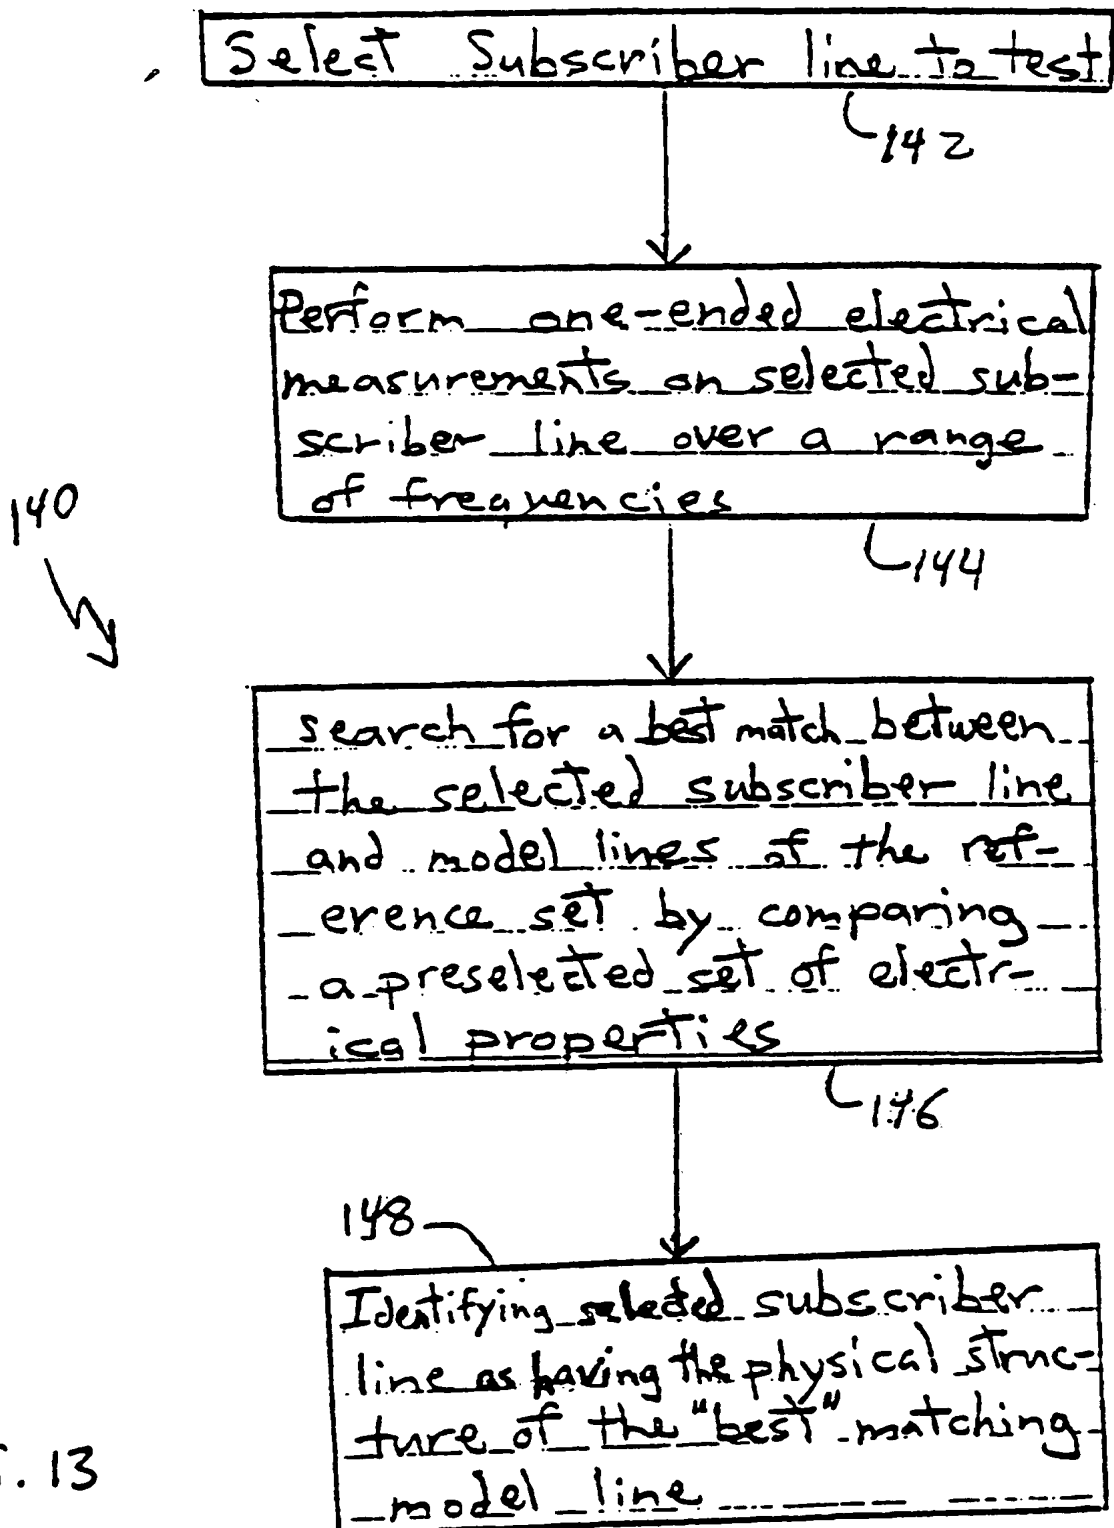 Select Subscriber line to test
142
Perform one-ended electrical
measurements on selected sub-
scriber line over a range
of frequencies
144
140
search for a best match between
the selected subscriber line
and model lines of the ref-
erence set by comparing
a preselected set of electr-
ical properties
146
148
Identifying selected subscriber
line as having the physical struc-
ture of the "best" matching
model line
. 13